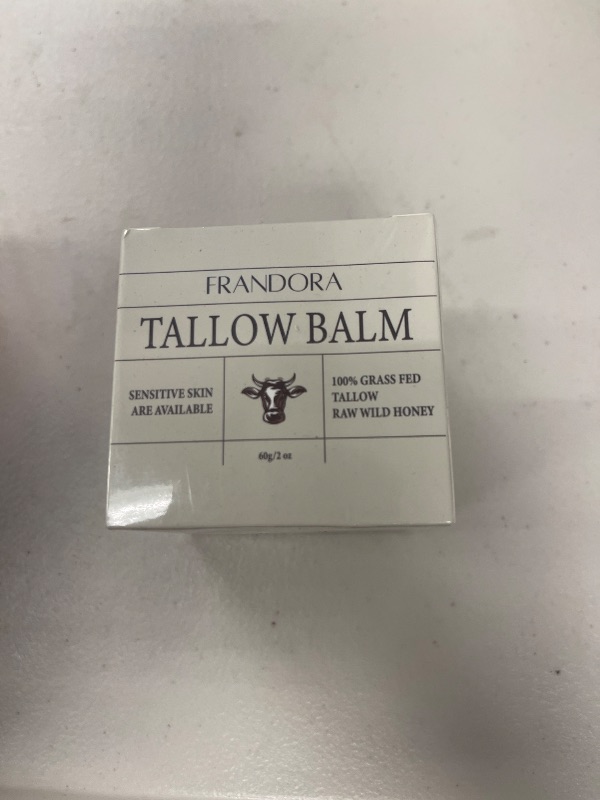 FRANDORA
TALLOW BALM
SENSITIVE SKIN
ARE AVAILABLE
100% GRASS FED
TALLOW
RAW WILD HONEY
60g/2 oz